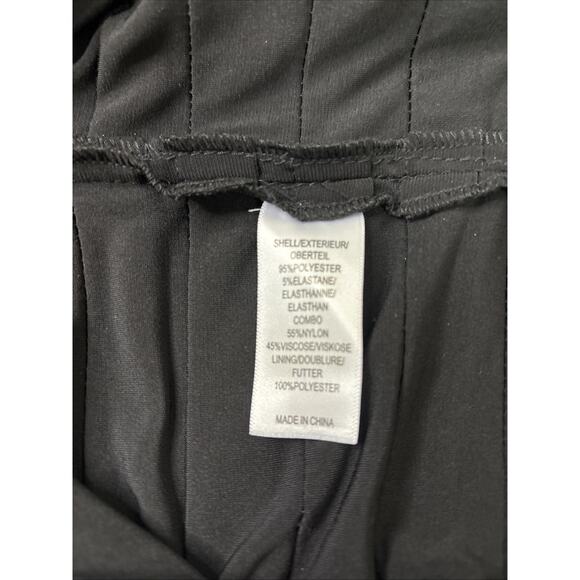 SHELL/EXTERIEUR/
OBERTEIL
95%POLYESTER
5%ELASTANE/
ELASTHANNE/
ELASTHAN
COMBO
55%NYLON
45%VISCOSE/VISKOSE
LINING/DOUBLURE/
FUTTER
100%POLYESTER
MADE IN CHINA